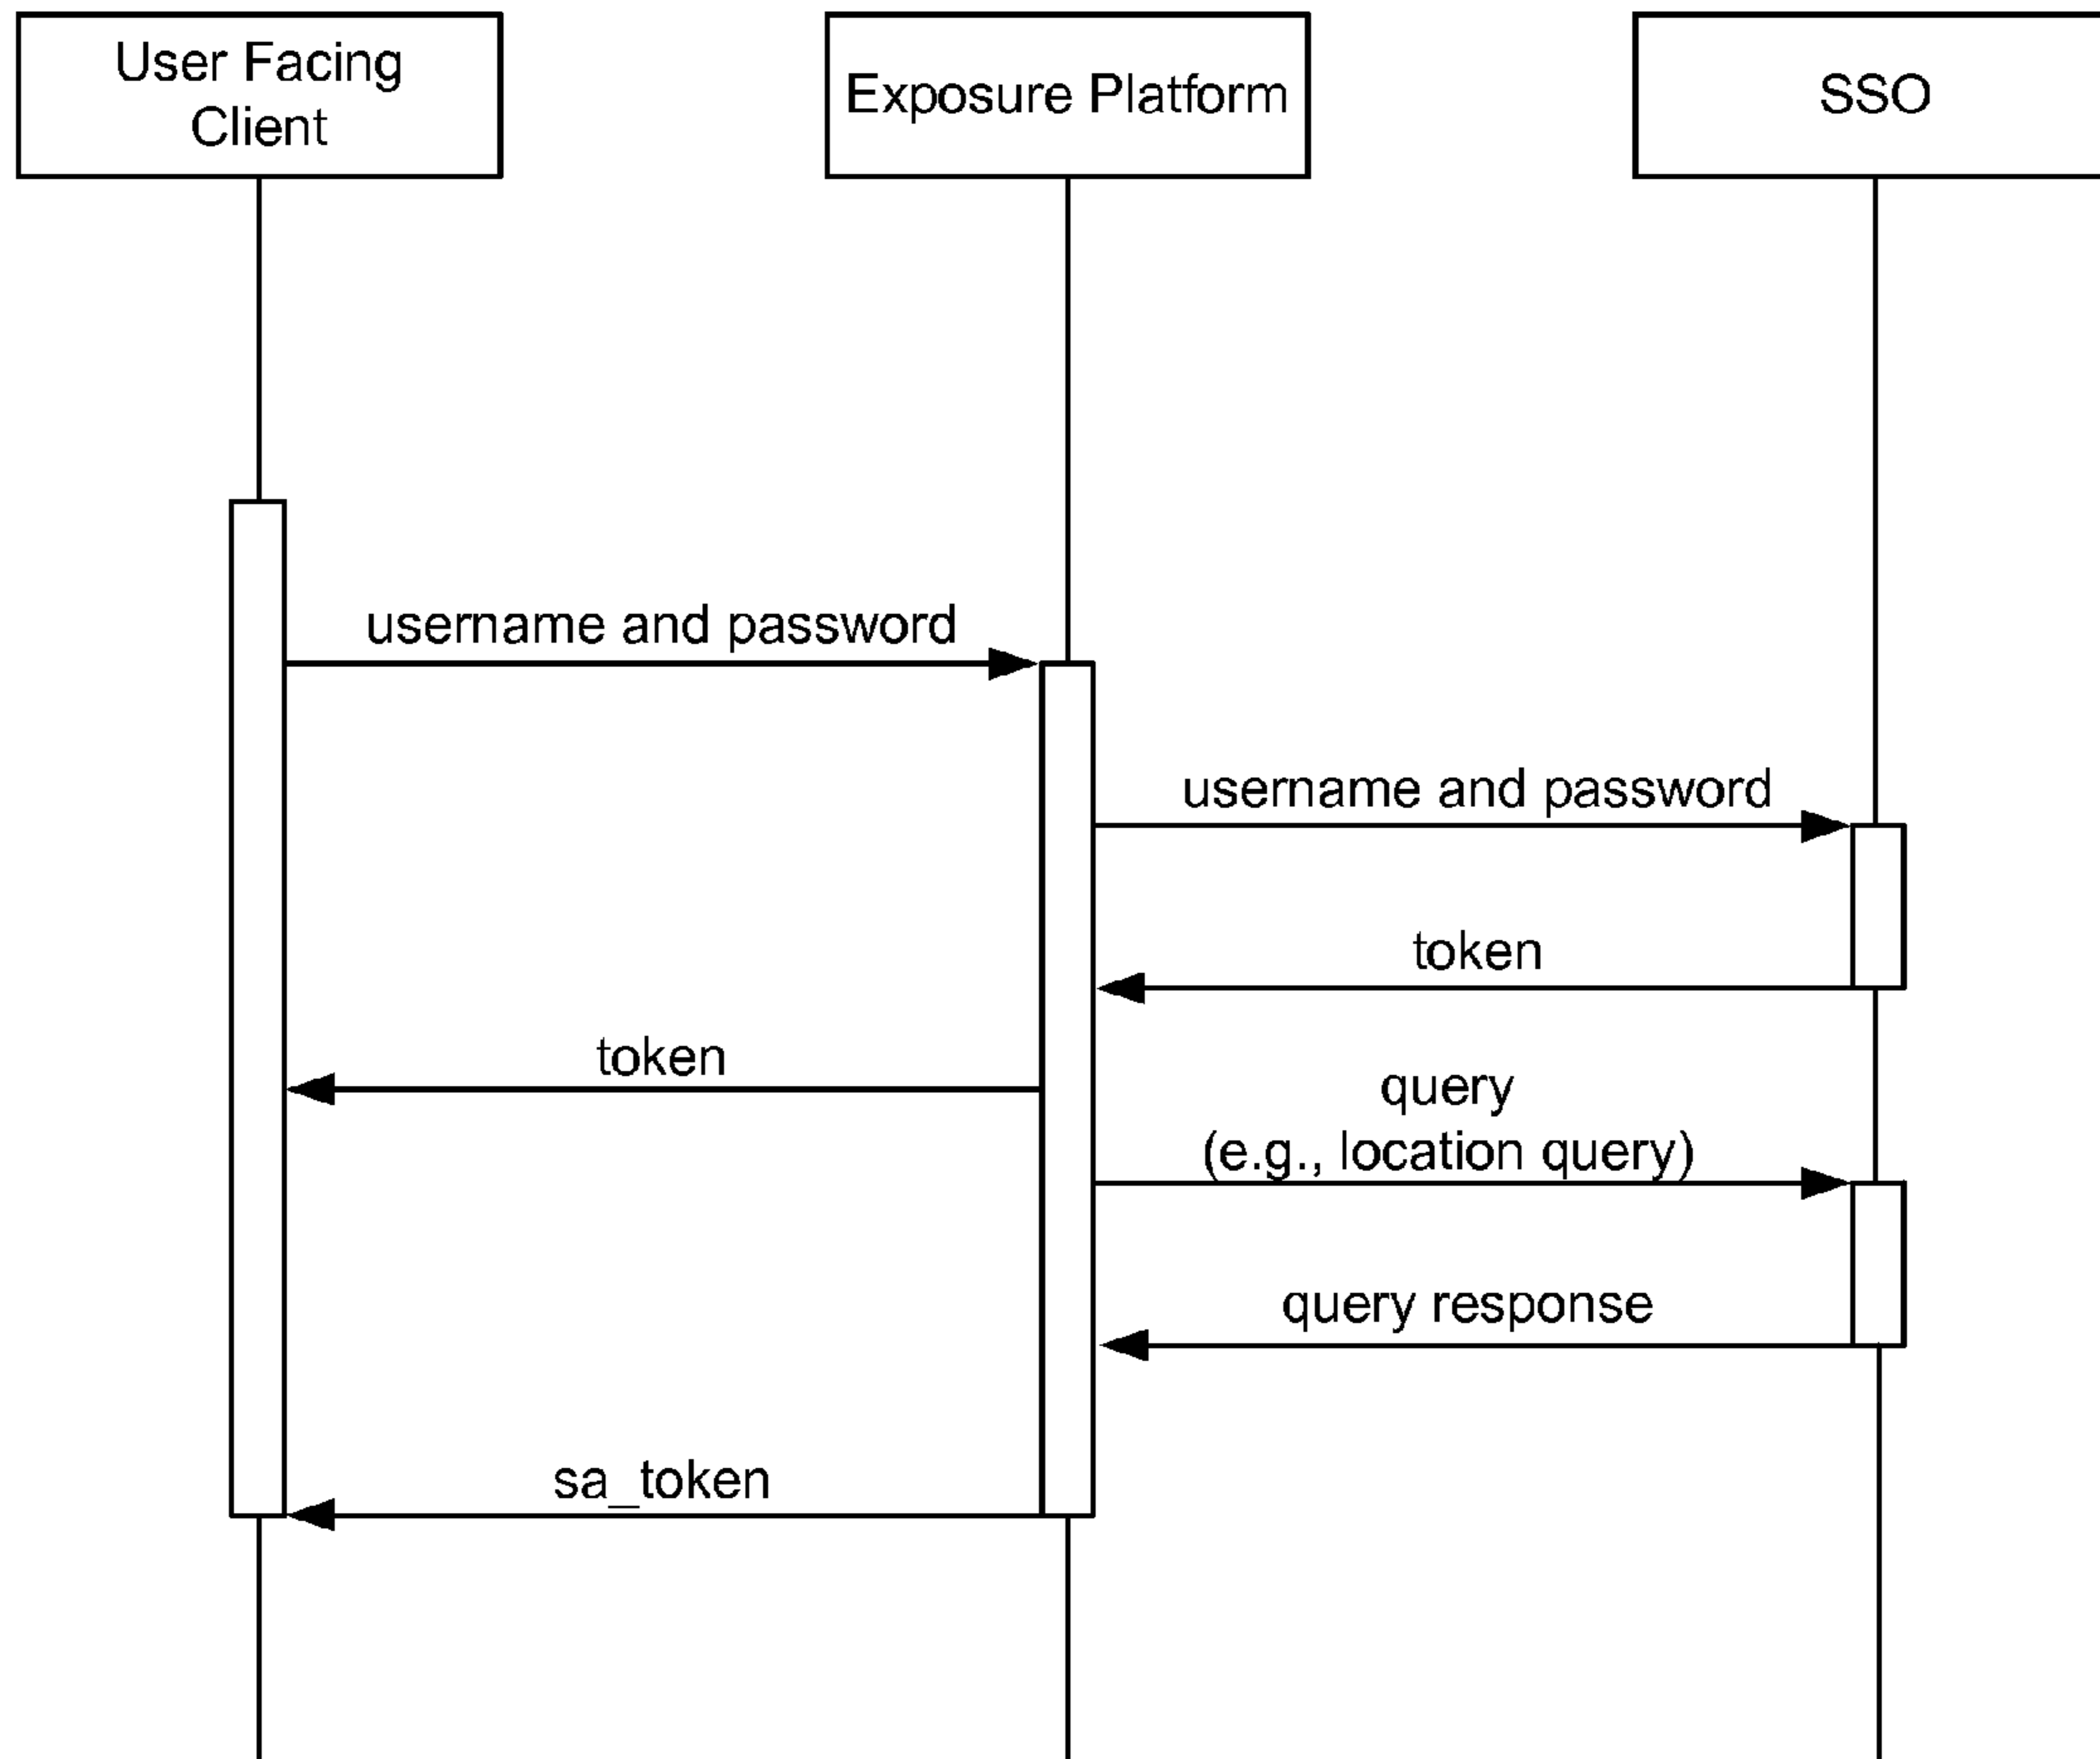 User Facing
Client
Exposure Platform
SSO
username and password
username and password
token
token
query
(e.g., location query)
query response
sa_token